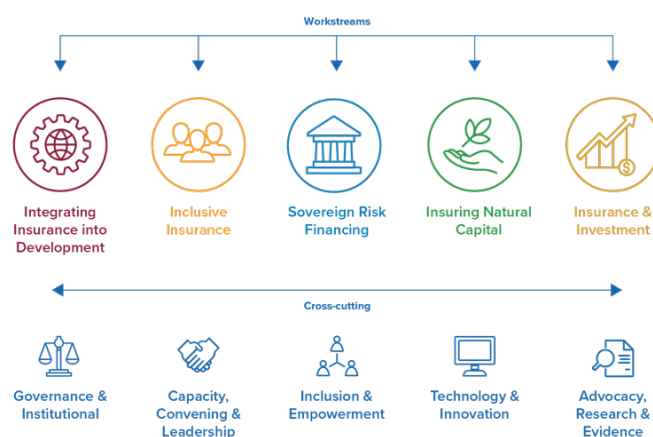 Workstreams
Integrating
Insurance into
Development
Inclusive
Insurance
Sovereign Risk
Financing
Insuring Natural
Capital
Insurance &
Investment
Cross-cutting
Governance &
Institutional
Capacity,
Convening &
Leadership
Inclusion &
Empowerment
Technology &
Innovation
Advocacy,
Research &
Evidence